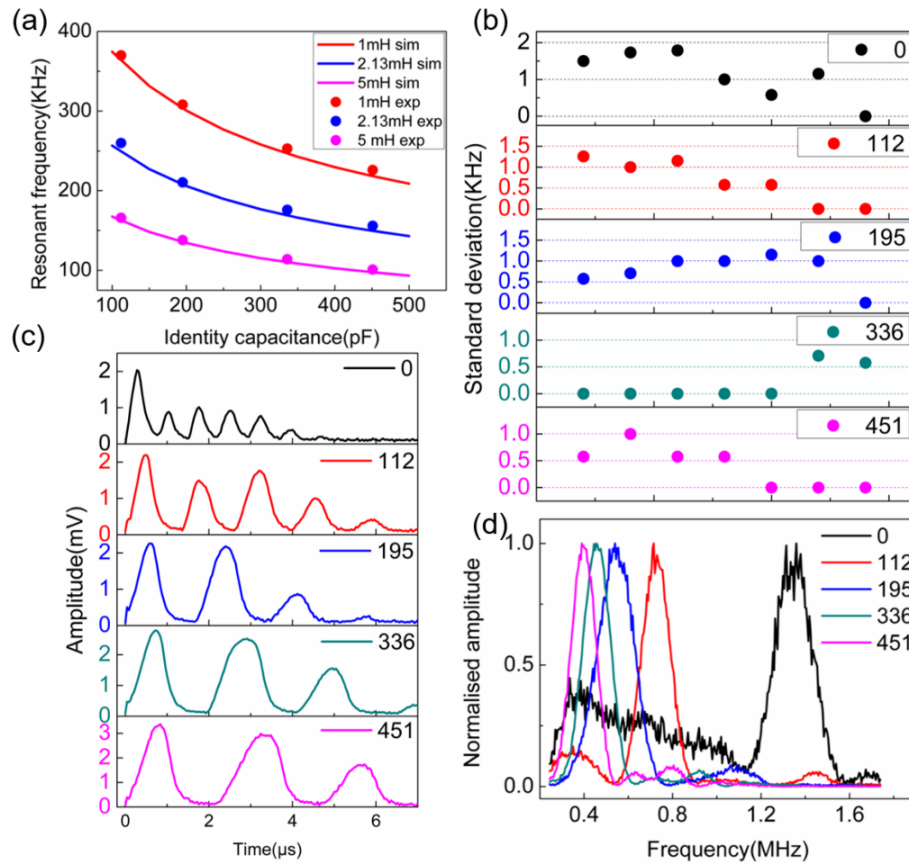 (a)
400
300
200
100
Resonant frequency(KHz)
1mH sim
2.13mH sim
5mH sim
1mH exp
2.13mH exp
5 mH exp
100 200 300 400 500
Identity capacitance(pF)
(b)
2
1
0
0
1.5
1.0
0.5
0.0
112
1.5
1.0
0.5
0.0
195
1.5
1.0
0.5
0.0
336
1.0
0.5
0.0
451
Standard deviation(KHz)
(c)
2
1
0
0
2
1
0
112
2
1
0
195
2
1
0
336
3
2
1
0
451
Amplitude(mV)
0 2 4 6
Time(μs)
(d)
1.0
0.5
0.0
Normalised amplitude
0
112
195
336
451
0.4 0.8 1.2 1.6
Frequency(MHz)